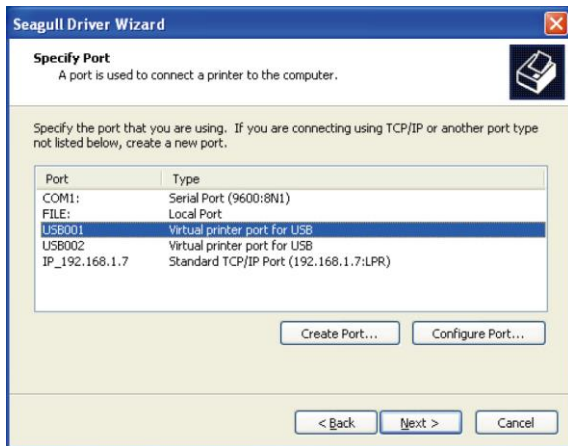 Seagull Driver Wizard
Specify Port
A port is used to connect a printer to the computer.
Specify the port that you are using. If you are connecting using TCP/IP or another port type
not listed below, create a new port.
Port Type
COM1: Serial Port (9600:8N1)
FILE: Local Port
USB001 Virtual printer port for USB
USB002 Virtual printer port for USB
IP_192.168.1.7 Standard TCP/IP Port (192.168.1.7:LPR)
Create Port... Configure Port...
< Back Next > Cancel